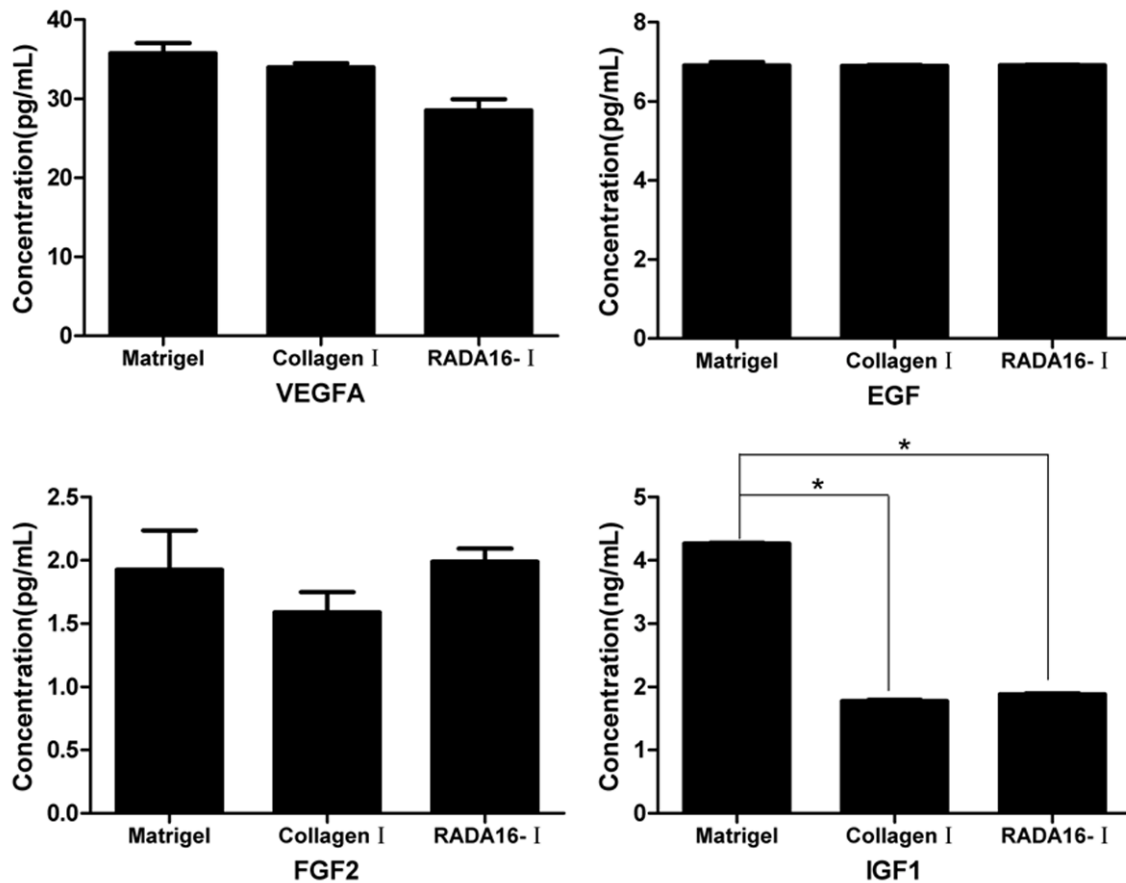 Concentration(pg/mL)
40
30
20
10
0
Matrigel Collagen Ⅰ RADA16-Ⅰ
VEGFA
Concentration(pg/mL)
8
6
4
2
0
Matrigel Collagen Ⅰ RADA16-Ⅰ
EGF
Concentration(pg/mL)
2.5
2.0
1.5
1.0
0.5
0.0
Matrigel Collagen Ⅰ RADA16-Ⅰ
FGF2
*
*
Concentration(ng/mL)
5
4
3
2
1
0
Matrigel Collagen Ⅰ RADA16-Ⅰ
IGF1